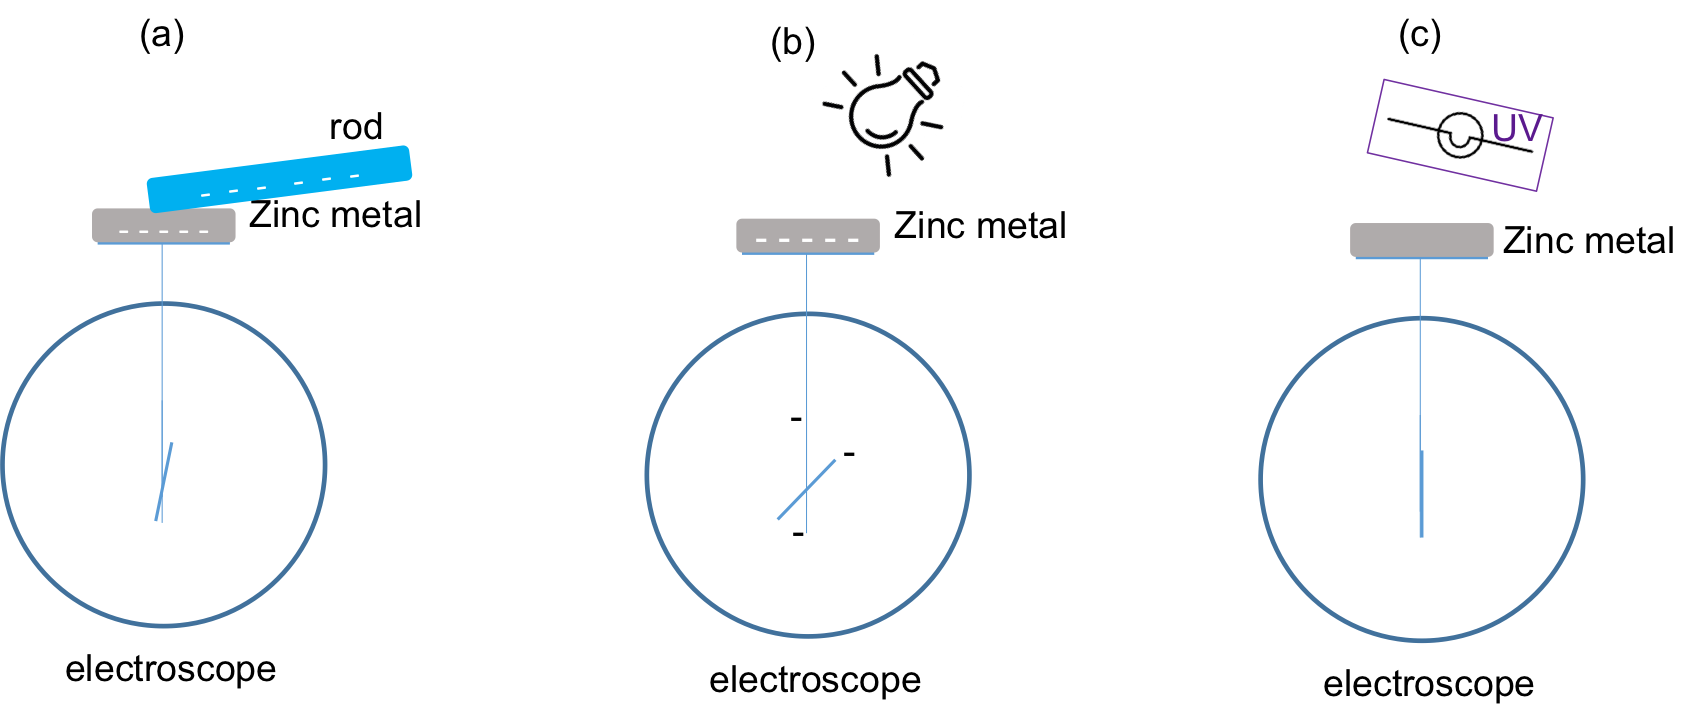 (a)
rod
Zinc metal
- - - - - -
- - - - -
electroscope
(b)
Zinc metal
- - - - -
-
-
-
electroscope
(c)
UV
Zinc metal
electroscope